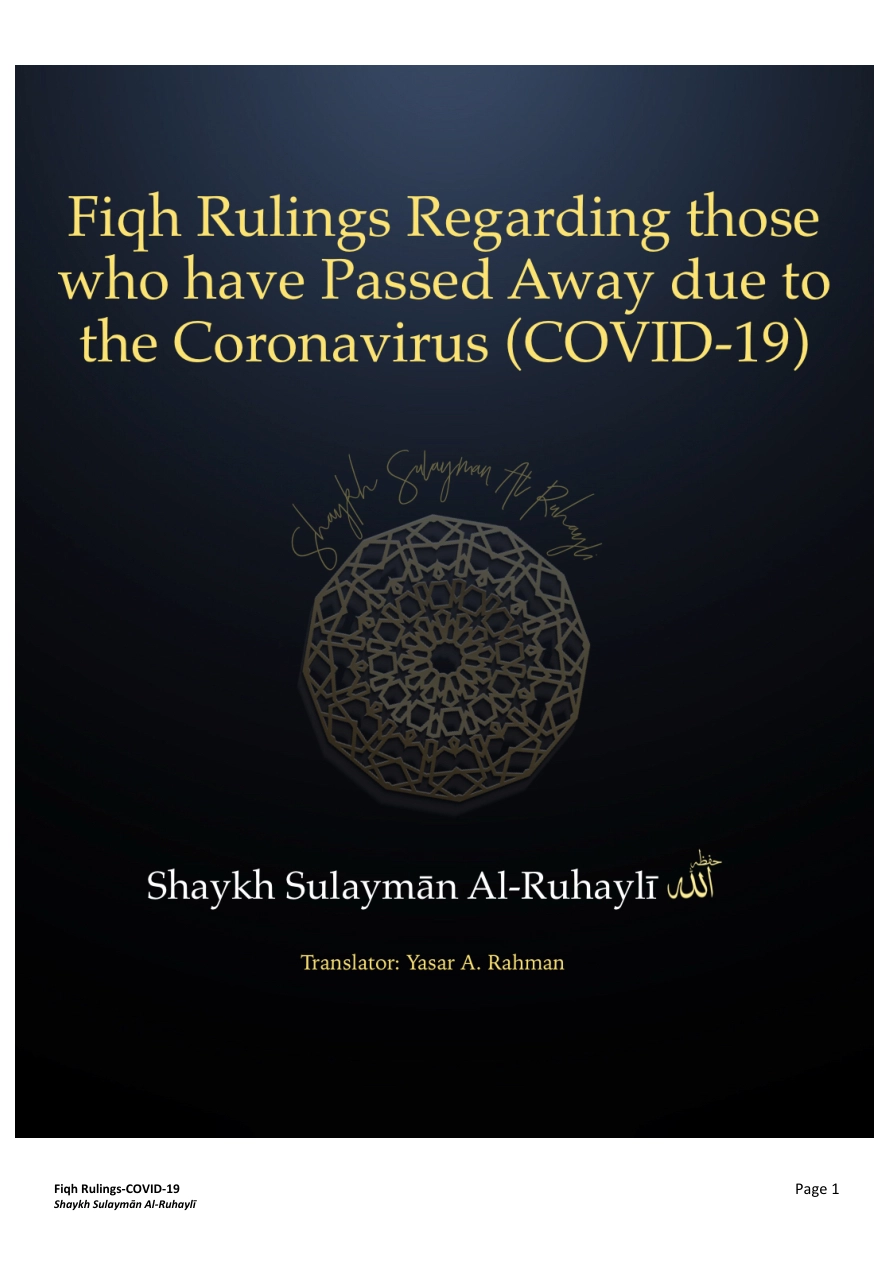 Fiqh Rulings Regarding those
who have Passed Away due to
the Coronavirus (COVID-19)
Shaykh Sulayman Al Ruhayli
Shaykh Sulaymān Al-Ruhaylī حفظه الله
Translator: Yasar A. Rahman
Fiqh Rulings-COVID-19
Shaykh Sulaymān Al-Ruhaylī
Page 1